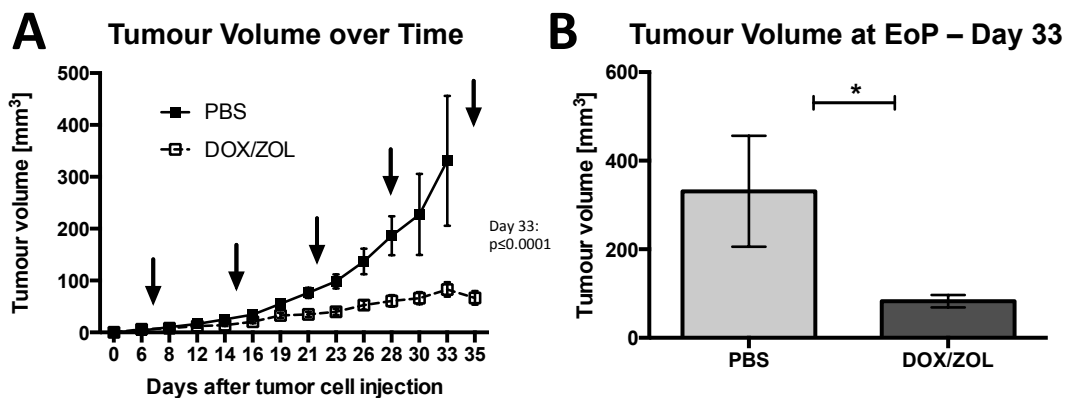 A
Tumour Volume over Time
Tumour volume [mm³]
500
400
300
200
100
0
PBS
DOX/ZOL
Day 33:
p≤0.0001
0 6 8 12 14 16 19 21 23 26 28 30 33 35
Days after tumor cell injection
B
Tumour Volume at EoP – Day 33
Tumour volume [mm³]
600
400
200
0
*
PBS DOX/ZOL